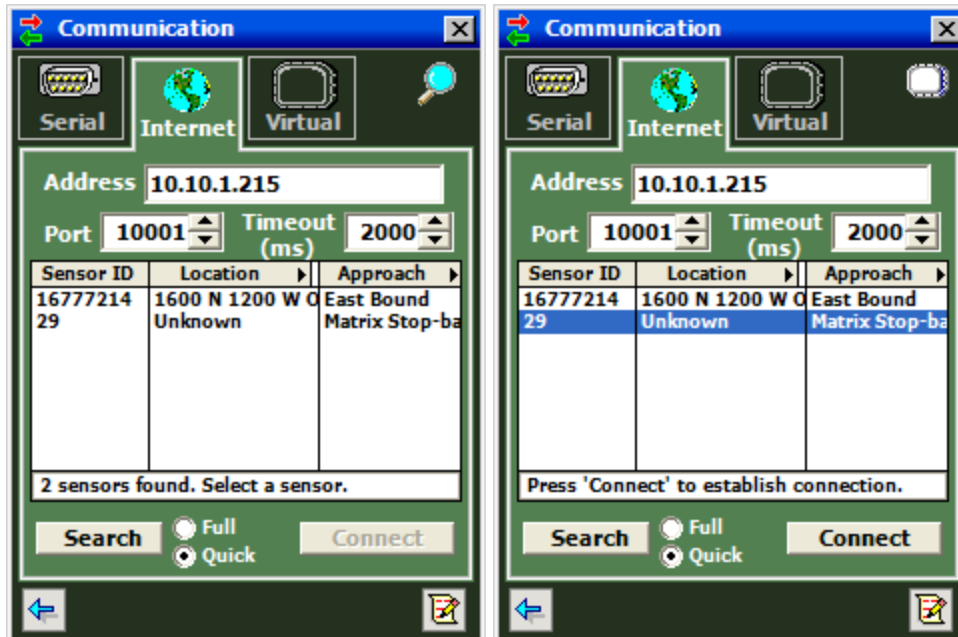 Communication
Serial
Internet
Virtual
Address 10.10.1.215
Port 10001 Timeout (ms) 2000
Sensor ID Location Approach
16777214 1600 N 1200 W O East Bound
29 Unknown Matrix Stop-ba
2 sensors found. Select a sensor.
Search Full Connect
Quick
Communication
Serial
Internet
Virtual
Address 10.10.1.215
Port 10001 Timeout (ms) 2000
Sensor ID Location Approach
16777214 1600 N 1200 W O East Bound
29 Unknown Matrix Stop-ba
Press 'Connect' to establish connection.
Search Full Connect
Quick